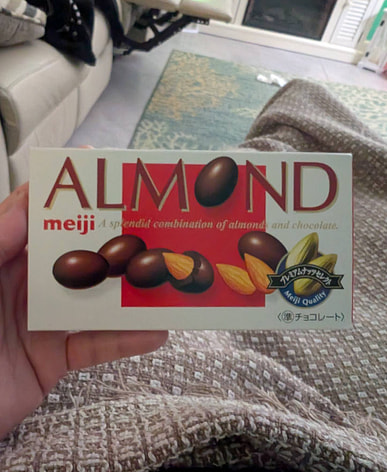 ALMOND
meiji A splendid combination of almonds and chocolate.
プレミアムナッツセレクト
Meiji Quality
〈準チョコレート〉